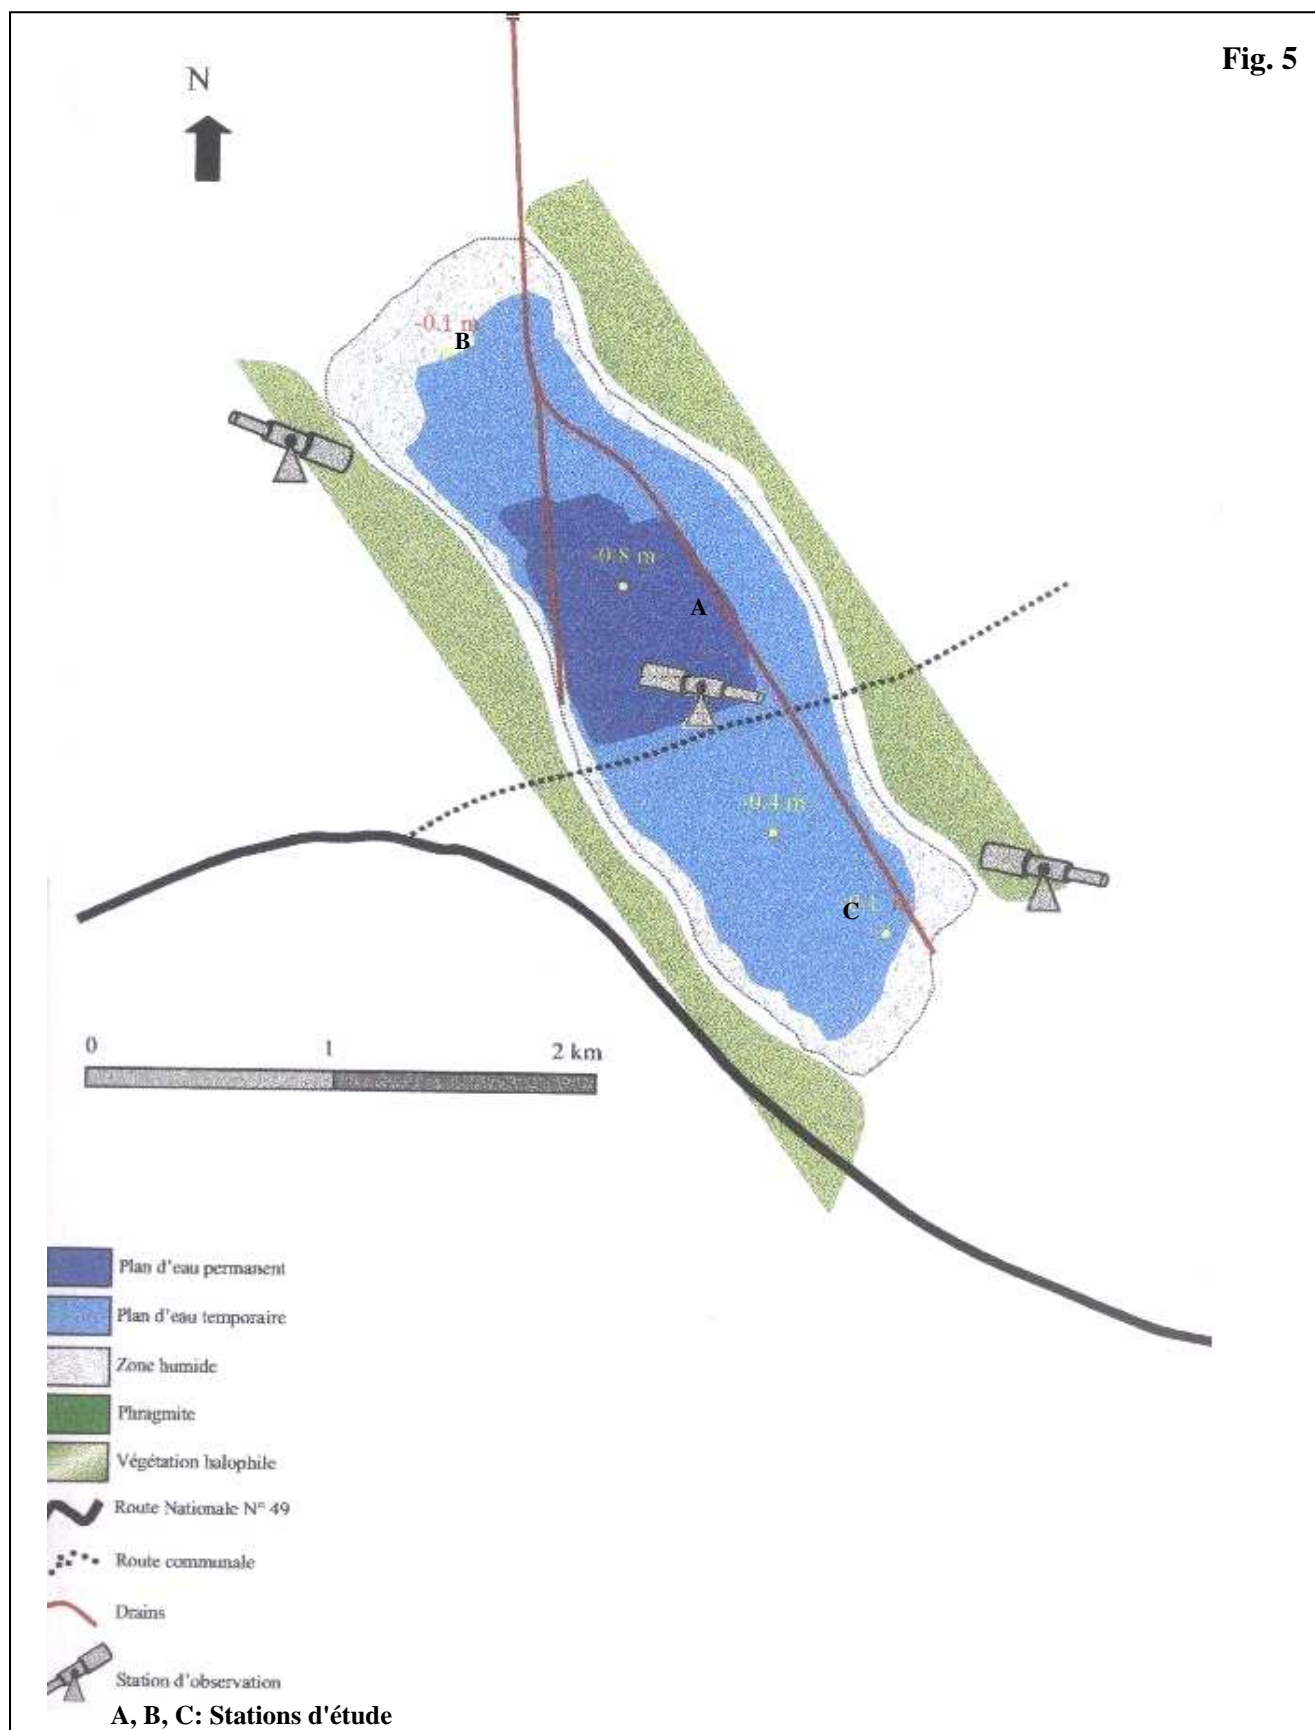 Fig. 5
N
-0.1 m
B
-0.8 m
A
-0.4 m
C
0 1 2 km
Plan d'eau permanent
Plan d'eau temporaire
Zone humide
Phragmite
Végétation halophile
Route Nationale N° 49
Route communale
Drains
Station d'observation
A, B, C: Stations d'étude